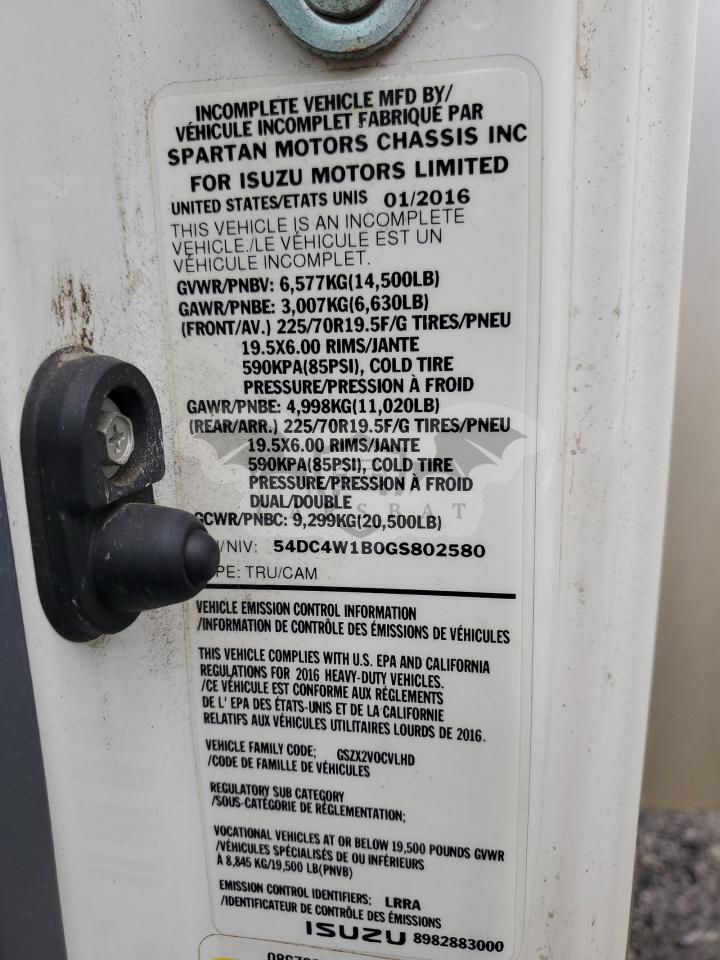 INCOMPLETE VEHICLE MFD BY/
VÉHICULE INCOMPLET FABRIQUÉ PAR
SPARTAN MOTORS CHASSIS INC
FOR ISUZU MOTORS LIMITED
UNITED STATES/ETATS UNIS 01/2016
THIS VEHICLE IS AN INCOMPLETE
VEHICLE./LE VÉHICULE EST UN
VÉHICULE INCOMPLET.
GVWR/PNBV: 6,577KG(14,500LB)
GAWR/PNBE: 3,007KG(6,630LB)
(FRONT/AV.) 225/70R19.5F/G TIRES/PNEU
19.5X6.00 RIMS/JANTE
590KPA(85PSI), COLD TIRE
PRESSURE/PRESSION À FROID
GAWR/PNBE: 4,998KG(11,020LB)
(REAR/ARR.) 225/70R19.5F/G TIRES/PNEU
19.5X6.00 RIMS/JANTE
590KPA(85PSI), COLD TIRE
PRESSURE/PRESSION À FROID
DUAL/DOUBLE
GCWR/PNBC: 9,299KG(20,500LB)
/NIV: 54DC4W1B0GS802580
PE: TRU/CAM
VEHICLE EMISSION CONTROL INFORMATION
/INFORMATION DE CONTRÔLE DES ÉMISSIONS DE VÉHICULES
THIS VEHICLE COMPLIES WITH U.S. EPA AND CALIFORNIA
REGULATIONS FOR 2016 HEAVY-DUTY VEHICLES.
/CE VÉHICULE EST CONFORME AUX RÉGLEMENTS
DE L' EPA DES ÉTATS-UNIS ET DE LA CALIFORNIE
RELATIFS AUX VÉHICULES UTILITAIRES LOURDS DE 2016.
VEHICLE FAMILY CODE; GSZX2VOCVLHD
/CODE DE FAMILLE DE VÉHICULES
REGULATORY SUB CATEGORY
/SOUS-CATÉGORIE DE RÉGLEMENTATION;
VOCATIONAL VEHICLES AT OR BELOW 19,500 POUNDS GVWR
/VÉHICULES SPÉCIALISÉS DE OU INFÉRIEURS
À 8,845 KG/19,500 LB(PNVB)
EMISSION CONTROL IDENTIFIERS; LRRA
/IDENTIFICATEUR DE CONTRÔLE DES ÉMISSIONS
ISUZU 8982883000